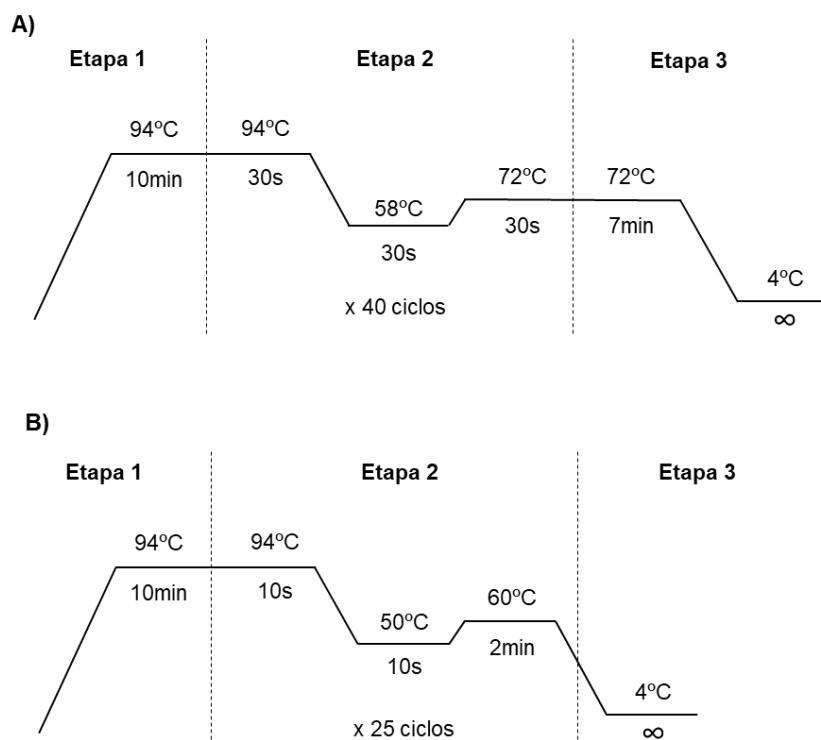 A)
Etapa 1 Etapa 2 Etapa 3
94ºC 94ºC 72ºC 72ºC
10min 30s 58ºC 30s 7min
30s 4ºC
x 40 ciclos ∞
B)
Etapa 1 Etapa 2 Etapa 3
94ºC 94ºC 60ºC
10min 10s 50ºC 2min
10s 4ºC
x 25 ciclos ∞